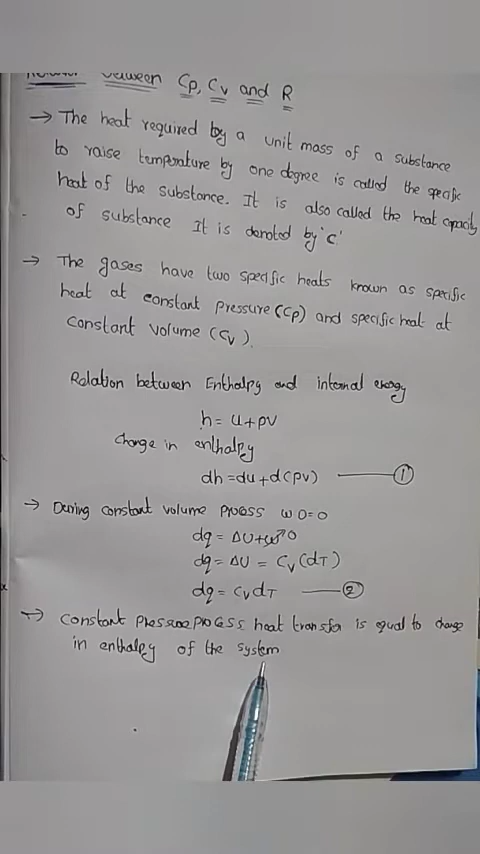 Relation between Cp, Cv and R
→ The heat required by a unit mass of a substance
to raise temperature by one degree is called the specific
heat of the substance. It is also called the heat capacity
of substance It is denoted by 'c'
→ The gases have two specific heats known as specific
heat at constant pressure (Cp) and specific heat at
constant volume (Cv).
Relation between Enthalpy and internal energy
h = u + pv
Change in enthalpy
dh = du + d(pv) —— ①
→ During constant volume process WD=0
dq = ΔU + W↗0
dq = ΔU = Cv (dT)
dq = Cv dT —— ②
→ Constant pressure process heat transfer is equal to change
in enthalpy of the system